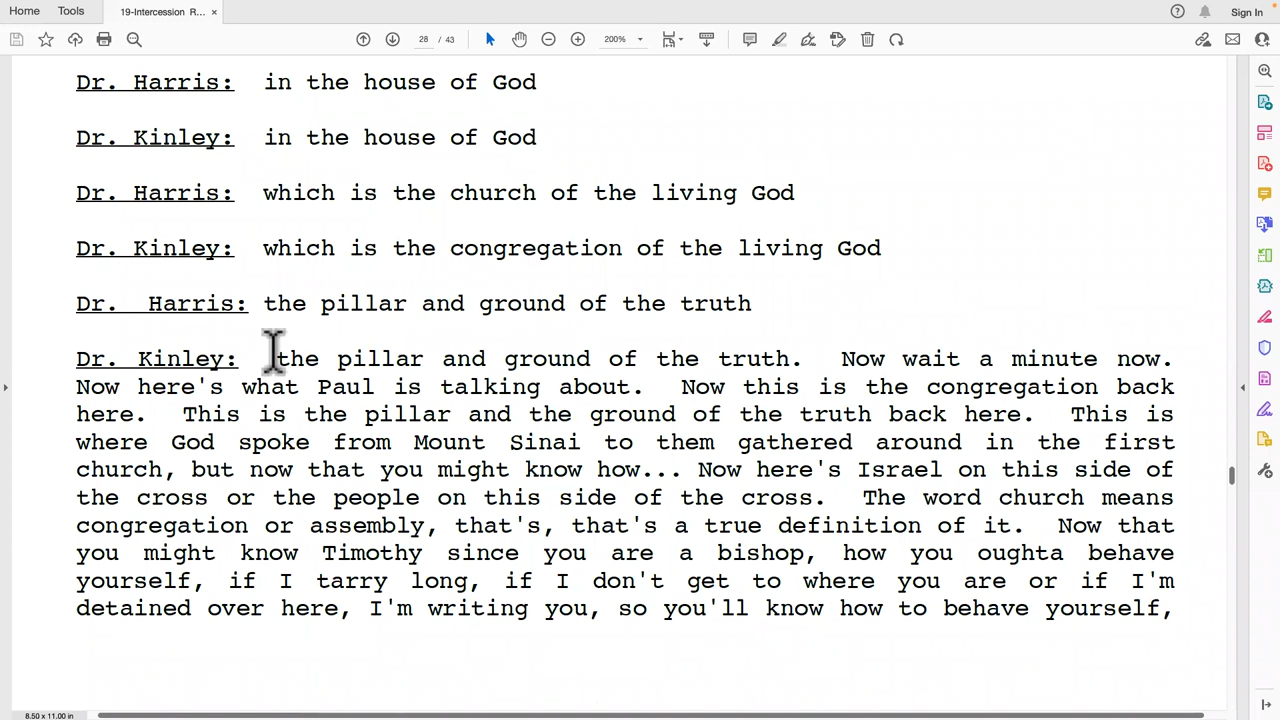 Home Tools 19-Intercession R... × Sign In
28 / 43 200%
Dr. Harris: in the house of God
Dr. Kinley: in the house of God
Dr. Harris: which is the church of the living God
Dr. Kinley: which is the congregation of the living God
Dr. Harris: the pillar and ground of the truth
Dr. Kinley: the pillar and ground of the truth. Now wait a minute now.
Now here's what Paul is talking about. Now this is the congregation back
here. This is the pillar and the ground of the truth back here. This is
where God spoke from Mount Sinai to them gathered around in the first
church, but now that you might know how... Now here's Israel on this side of
the cross or the people on this side of the cross. The word church means
congregation or assembly, that's, that's a true definition of it. Now that
you might know Timothy since you are a bishop, how you oughta behave
yourself, if I tarry long, if I don't get to where you are or if I'm
detained over here, I'm writing you, so you'll know how to behave yourself,
8.50 x 11.00 in